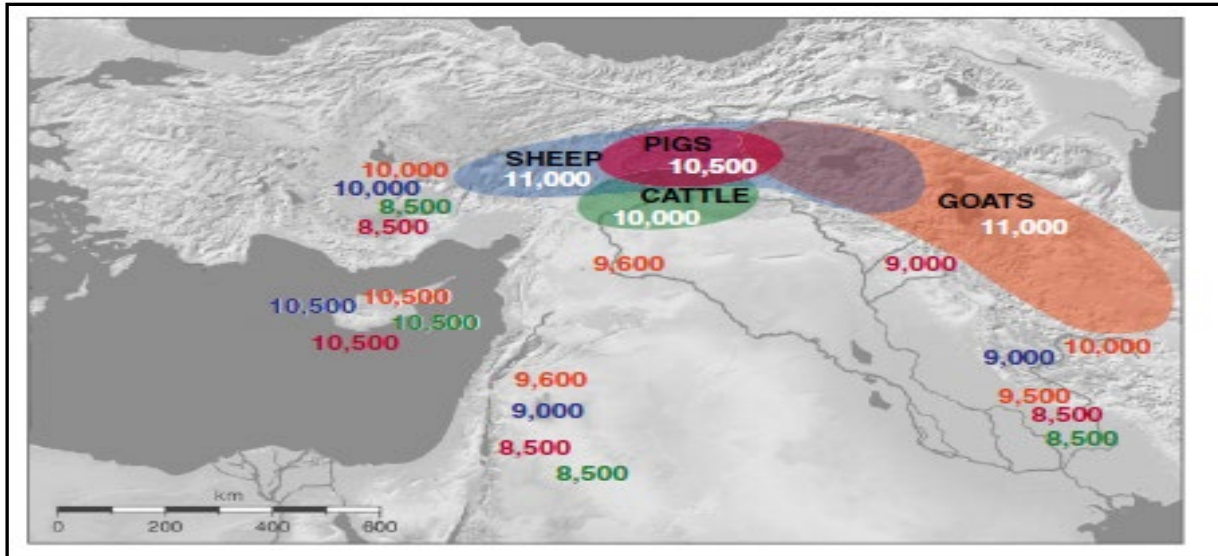 PIGS
SHEEP 10,500
10,000 11,000
10,000 CATTLE GOATS
8,500 10,000 11,000
8,500
9,600 9,000
10,500 10,500
10,500
10,500 9,000 10,000
9,600 9,500
9,000 8,500
8,500 8,500
8,500
km
0 200 400 600